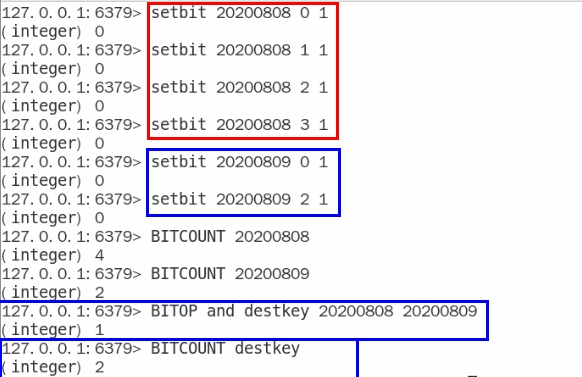 127.0.0.1:6379> setbit 20200808 0 1
(integer) 0
127.0.0.1:6379> setbit 20200808 1 1
(integer) 0
127.0.0.1:6379> setbit 20200808 2 1
(integer) 0
127.0.0.1:6379> setbit 20200808 3 1
(integer) 0
127.0.0.1:6379> setbit 20200809 0 1
(integer) 0
127.0.0.1:6379> setbit 20200809 2 1
(integer) 0
127.0.0.1:6379> BITCOUNT 20200808
(integer) 4
127.0.0.1:6379> BITCOUNT 20200809
(integer) 2
127.0.0.1:6379> BITOP and destkey 20200808 20200809
(integer) 1
127.0.0.1:6379> BITCOUNT destkey
(integer) 2